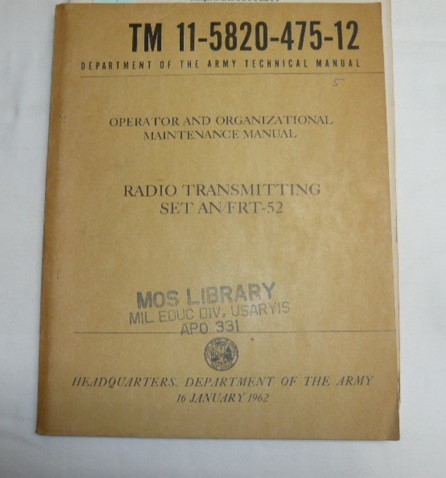 TM 11-5820-475-12
DEPARTMENT OF THE ARMY TECHNICAL MANUAL
5
OPERATOR AND ORGANIZATIONAL
MAINTENANCE MANUAL
RADIO TRANSMITTING
SET AN/FRT-52
MOS LIBRARY
MIL EDUC DIV, USARYIS
APO 331
HEADQUARTERS, DEPARTMENT OF THE ARMY
16 JANUARY 1962